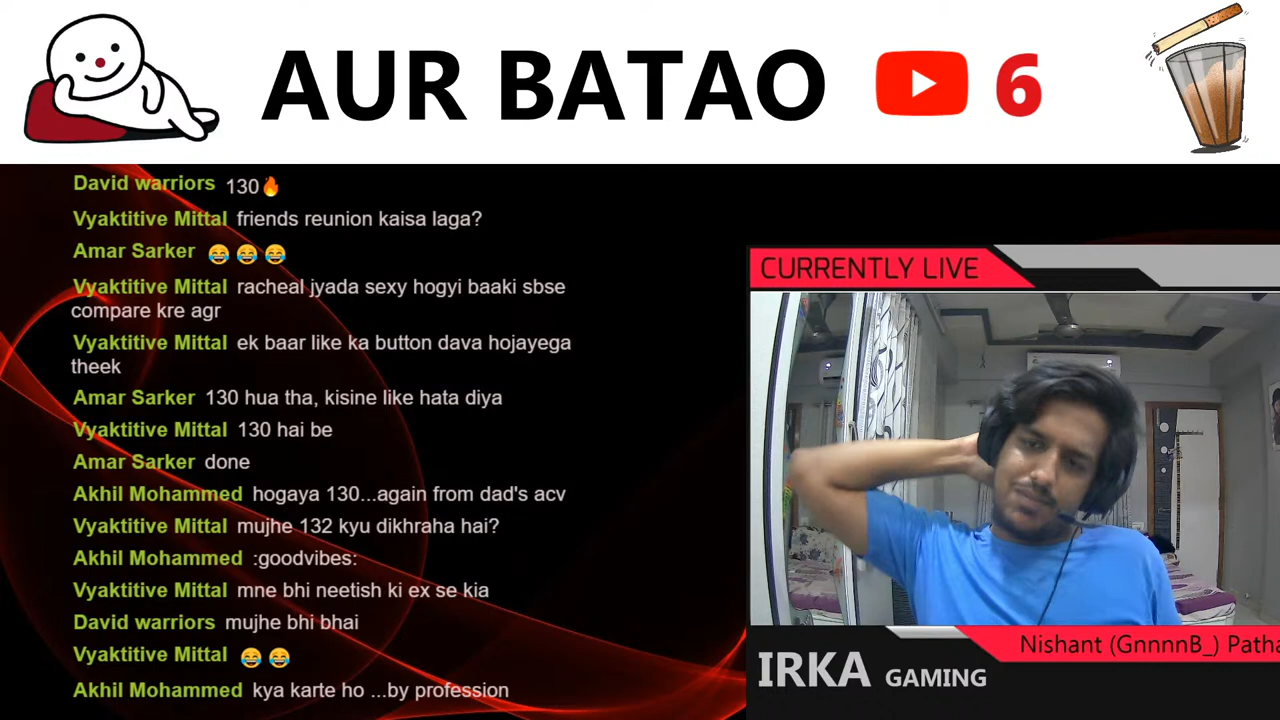 AUR BATAO 6
David warriors 130🔥
Vyaktitive Mittal friends reunion kaisa laga?
Amar Sarker 😂 😂 😂
Vyaktitive Mittal racheal jyada sexy hogyi baaki sbse
compare kre agr
Vyaktitive Mittal ek baar like ka button dava hojayega
theek
Amar Sarker 130 hua tha, kisine like hata diya
Vyaktitive Mittal 130 hai be
Amar Sarker done
Akhil Mohammed hogaya 130...again from dad's acv
Vyaktitive Mittal mujhe 132 kyu dikhraha hai?
Akhil Mohammed :goodvibes:
Vyaktitive Mittal mne bhi neetish ki ex se kia
David warriors mujhe bhi bhai
Vyaktitive Mittal 😂 😂
Akhil Mohammed kya karte ho ...by profession
CURRENTLY LIVE
Nishant (GnnnnB_) Patha
IRKA GAMING